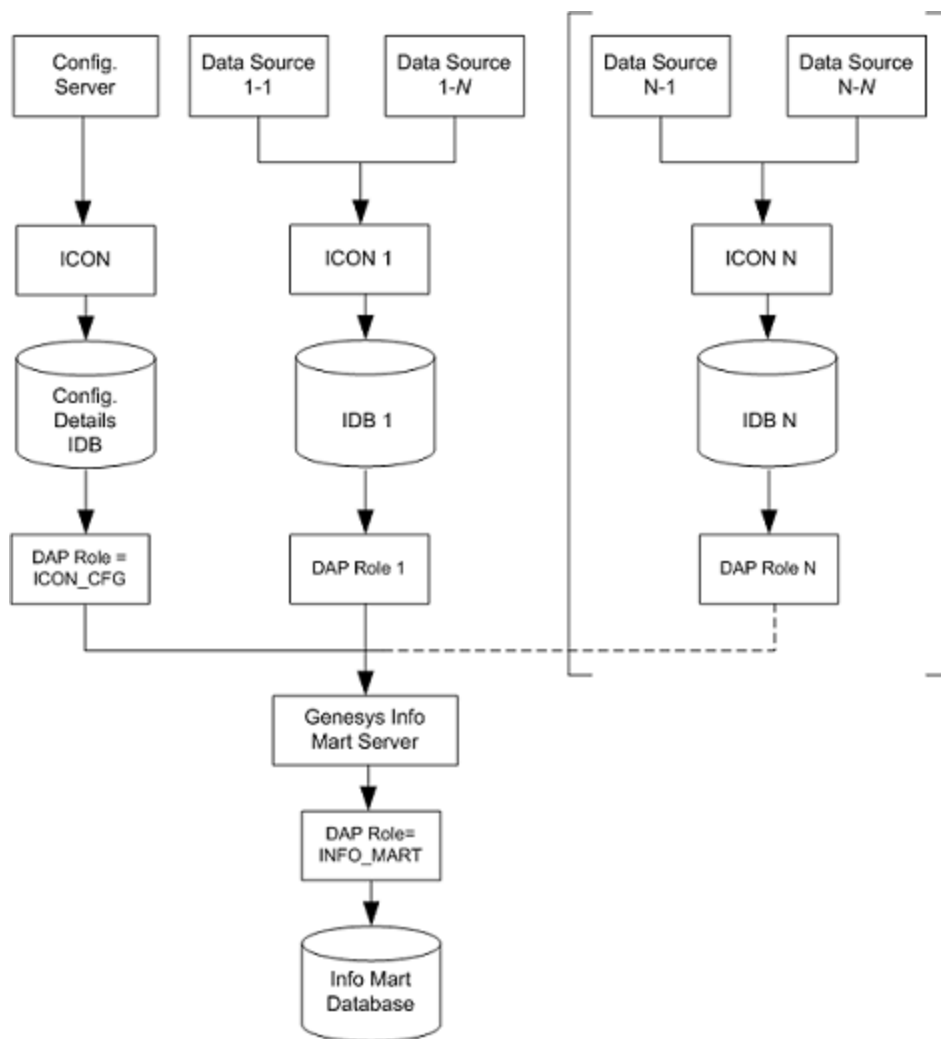 Config.
Server
Data Source
1-1
Data Source
1-N
Data Source
N-1
Data Source
N-N
ICON
ICON 1
ICON N
Config.
Details
IDB
IDB 1
IDB N
DAP Role =
ICON_CFG
DAP Role 1
DAP Role N
Genesys Info
Mart Server
DAP Role=
INFO_MART
Info Mart
Database